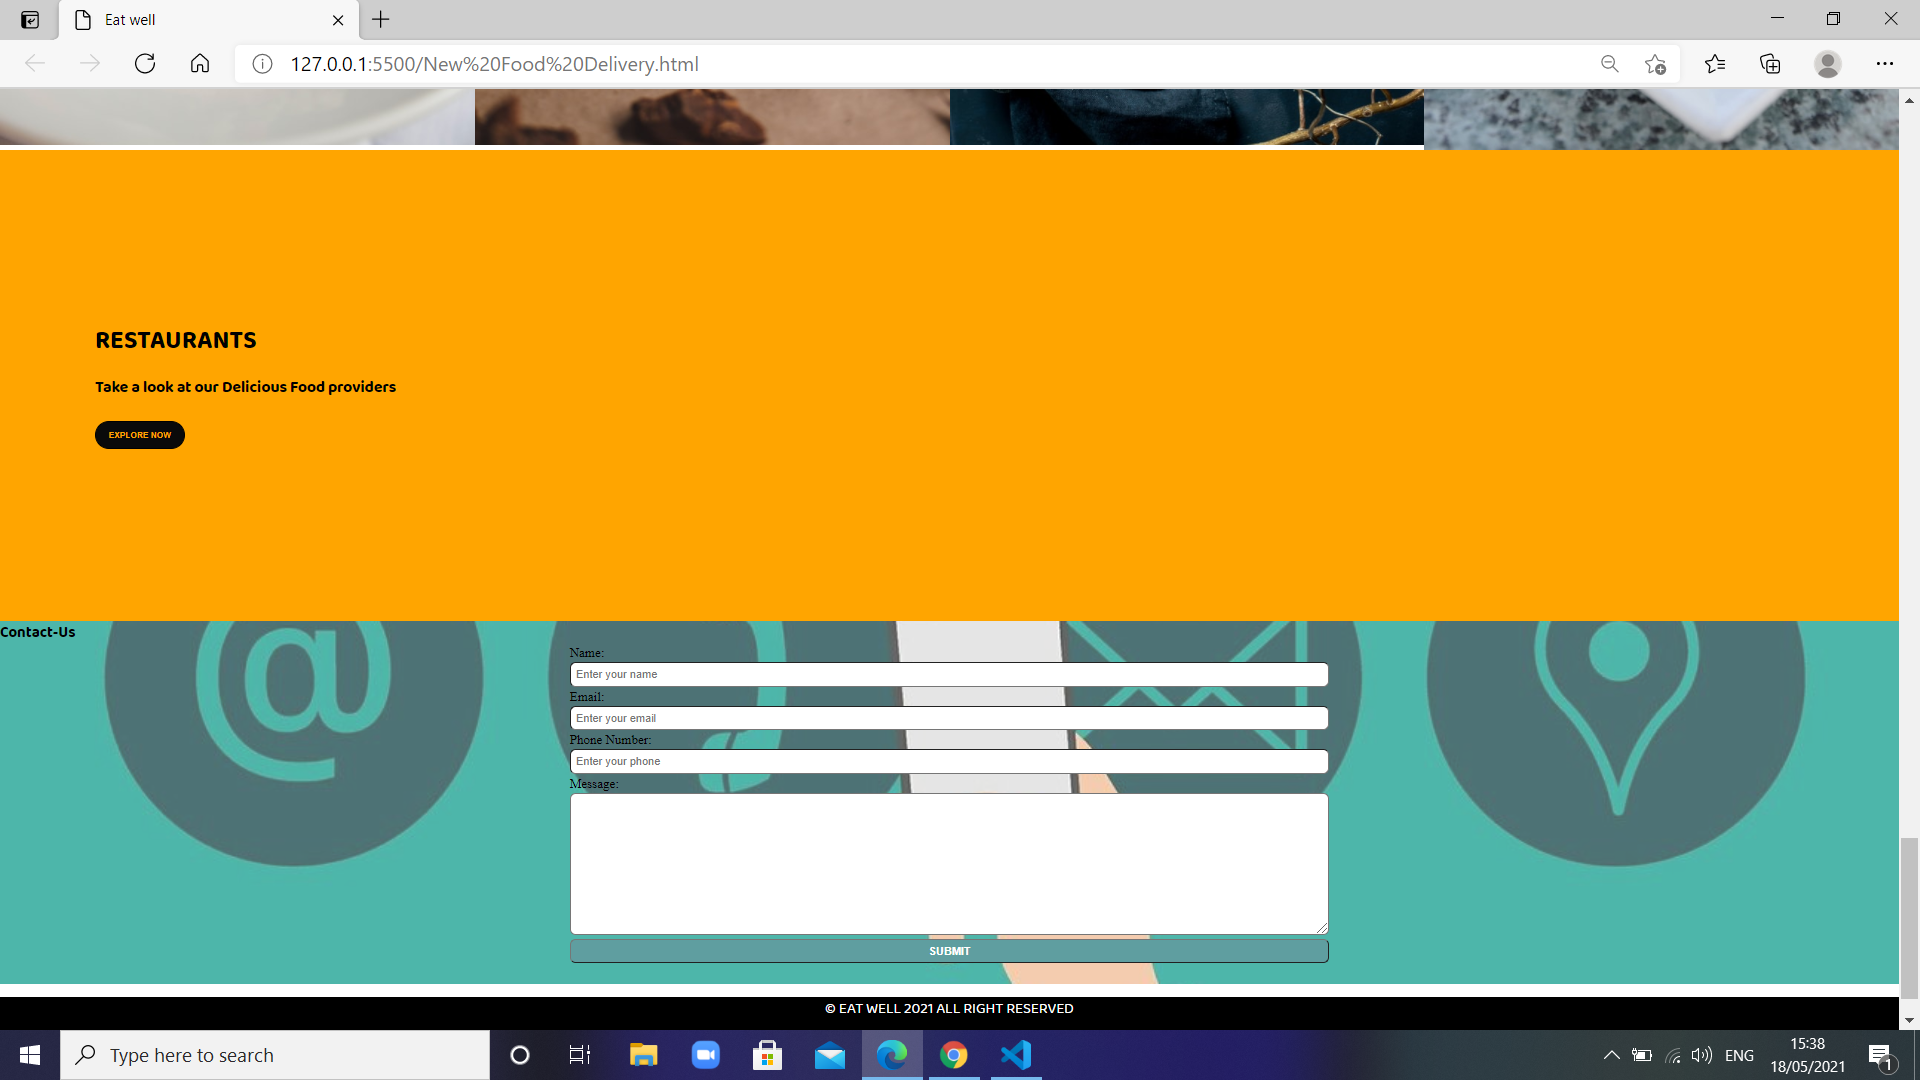 Eat well
127.0.0.1:5500/New%20Food%20Delivery.html
RESTAURANTS
Take a look at our Delicious Food providers
EXPLORE NOW
Contact-Us
@
Name:
Enter your name
Email:
Enter your email
Phone Number:
Enter your phone
Message:
SUBMIT
© EAT WELL 2021 ALL RIGHT RESERVED
Type here to search
ENG
15:38
18/05/2021
1